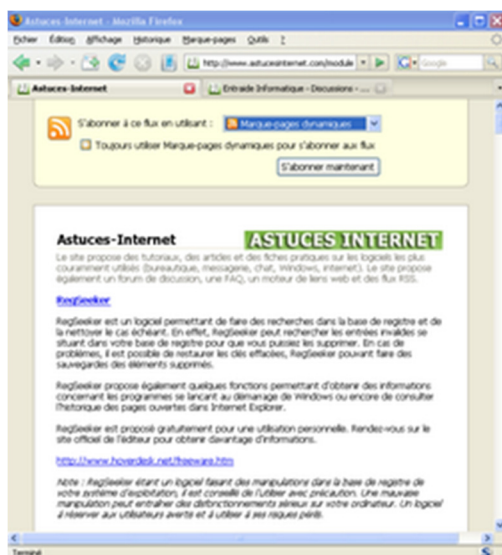 Astuces-Internet - Mozilla Firefox
Fichier Édition Affichage Historique Marque-pages Outils ?
http://www.astucesinternet.com/module
Google
Astuces-Internet
Entraide Informatique - Discussions - ...
S'abonner à ce flux en utilisant : Marque-pages dynamiques
Toujours utiliser Marque-pages dynamiques pour s'abonner aux flux
S'abonner maintenant
Astuces-Internet
ASTUCES INTERNET
Le site propose des tutoriaux, des articles et des fiches pratiques sur les logiciels les plus
couramment utilisés (bureautique, messagerie, chat, Windows, internet). Le site propose
également un forum de discussion, une FAQ, un moteur de liens web et des flux RSS.
RegSeeker
RegSeeker est un logiciel permettant de faire des recherches dans la base de registre et de
la nettoyer le cas échéant. En effet, RegSeeker peut rechercher les entrées invalides se
situant dans votre base de registre pour que vous puissiez les supprimer. En cas de
problèmes, il est possible de restaurer les clés effacées, RegSeeker pouvant faire des
sauvegardes des éléments supprimés.
RegSeeker propose également quelques fonctions permettant d'obtenir des informations
concernant les programmes se lancant au démarage de Windows ou encore de consulter
l'historique des pages ouvertes dans Internet Explorer.
RegSeeker est proposé gratuitement pour une utilisation personnelle. Rendez-vous sur le
site officiel de l'éditeur pour obtenir davantage d'informations.
http://www.hoverdesk.net/freeware.htm
Note : RegSeeker étant un logiciel faisant des manipulations dans la base de registre de
votre système d'exploitation, il est conseillé de l'utiliser avec précaution. Une mauvaise
manipulation peut entraîner des disfonctionnements sérieux sur votre ordinateur. Un logiciel
à réserver aux utilisateurs avertis et à utiliser à ses risques périls.
Terminé